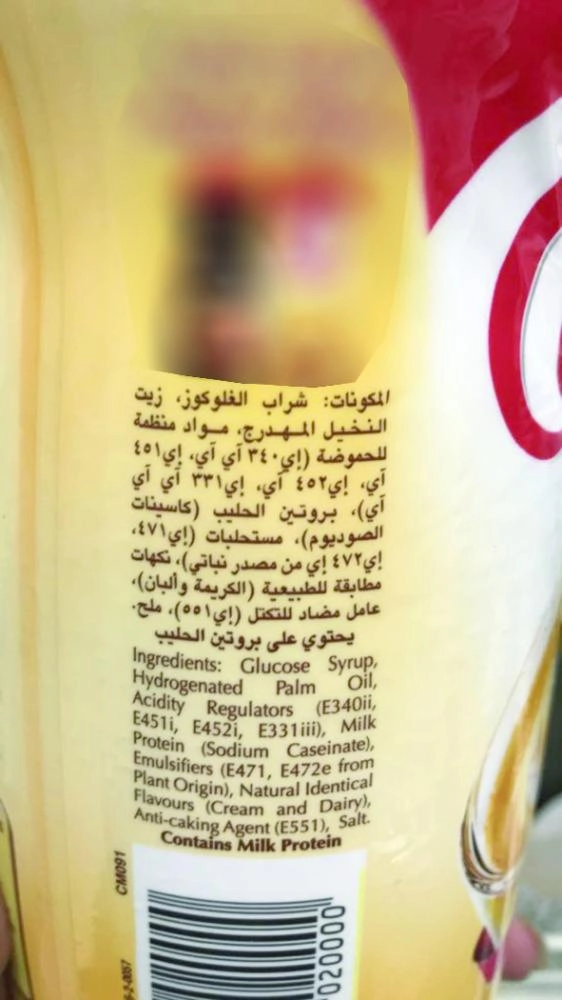 المكونات: شراب الغلوكوز، زيت
النخيل المهدرج، مواد منظمة
للحموضة (إي٣٤٠ آي آي، إي٤٥١
آي، إي٤٥٢ آي، إي٣٣١ آي آي
آي)، بروتين الحليب (كاسينات
الصوديوم)، مستحلبات (إي٤٧١،
إي٤٧٢ إي من مصدر نباتي)، نكهات
مطابقة للطبيعية (الكريمة وألبان)،
عامل مضاد للتكتل (إي٥٥١)، ملح.
يحتوي على بروتين الحليب
Ingredients: Glucose Syrup,
Hydrogenated Palm Oil,
Acidity Regulators (E340ii,
E451i, E452i, E331iii), Milk
Protein (Sodium Caseinate),
Emulsifiers (E471, E472e from
Plant Origin), Natural Identical
Flavours (Cream and Dairy),
Anti-caking Agent (E551), Salt.
Contains Milk Protein
CM091
020000